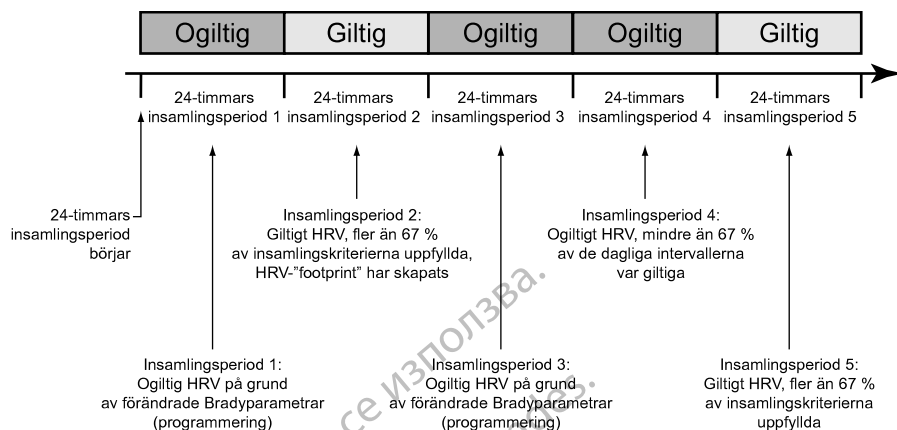 Ogiltig Giltig Ogiltig Ogiltig Giltig
24-timmars insamlingsperiod 1
24-timmars insamlingsperiod 2
24-timmars insamlingsperiod 3
24-timmars insamlingsperiod 4
24-timmars insamlingsperiod 5
24-timmars
insamlingsperiod
börjar
Insamlingsperiod 2:
Giltigt HRV, fler än 67 %
av insamlingskriterierna uppfyllda,
HRV-”footprint” har skapats
Insamlingsperiod 4:
Ogiltigt HRV, mindre än 67 %
av de dagliga intervallerna
var giltiga
Insamlingsperiod 1:
Ogiltig HRV på grund
av förändrade Bradyparametrar
(programmering)
Insamlingsperiod 3:
Ogiltig HRV på grund
av förändrade Bradyparametrar
(programmering)
Insamlingsperiod 5:
Giltigt HRV, fler än 67 %
av insamlingskriterierna
uppfyllda
се използва.